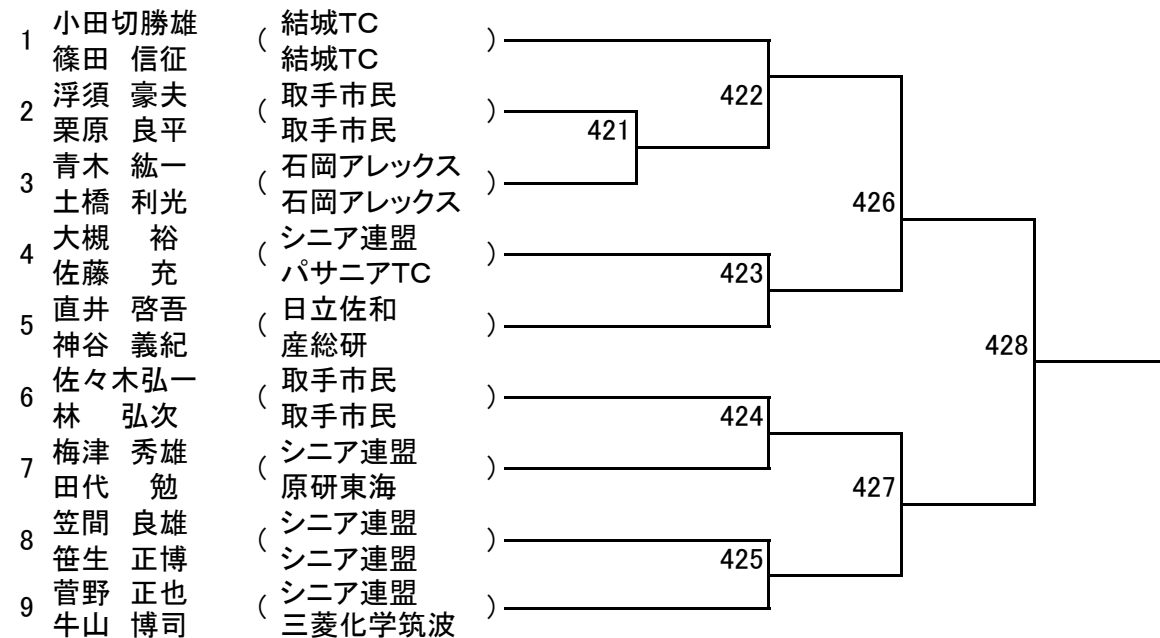 小田切勝雄 ( 結城TC )
1
篠田 信征 結城TC
浮須 豪夫 ( 取手市民 )
2
栗原 良平 取手市民
青木 紘一 ( 石岡アレックス )
3
土橋 利光 石岡アレックス
大槻 裕 ( シニア連盟 )
4
佐藤 充 パサニアTC
直井 啓吾 ( 日立佐和 )
5
神谷 義紀 産総研
佐々木弘一 ( 取手市民 )
6
林 弘次 取手市民
梅津 秀雄 ( シニア連盟 )
7
田代 勉 原研東海
笠間 良雄 ( シニア連盟 )
8
笹生 正博 シニア連盟
菅野 正也 ( シニア連盟 )
9
牛山 博司 三菱化学筑波
421
422
423
424
425
426
427
428